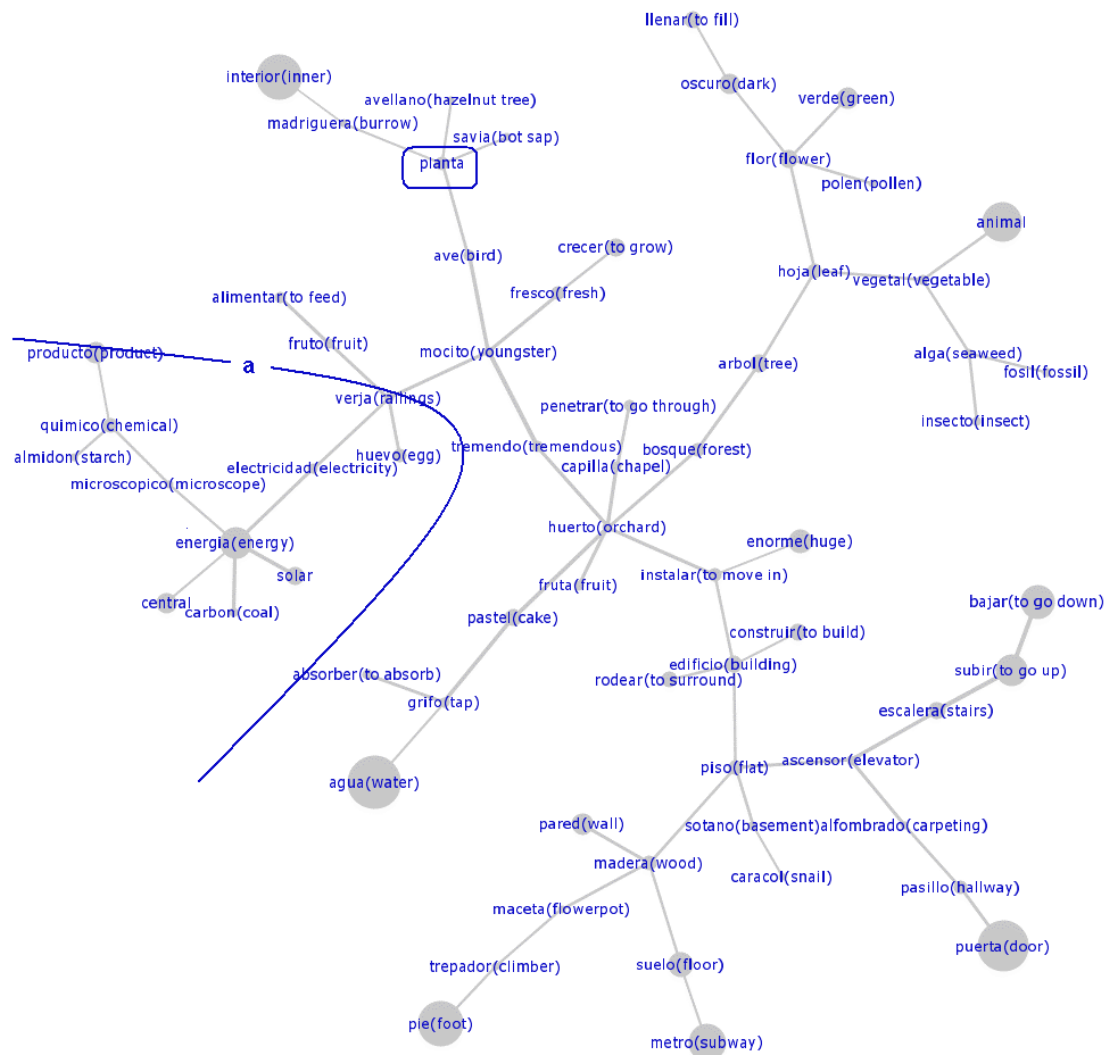 llenar(to fill)
interior(inner)
oscuro(dark)
avellano(hazelnut tree)
verde(green)
madriguera(burrow)
savia(bot sap)
planta
flor(flower)
polen(pollen)
animal
crecer(to grow)
ave(bird)
hoja(leaf)
vegetal(vegetable)
alimentar(to feed)
fresco(fresh)
fruto(fruit)
mocito(youngster)
producto(product)
a
arbol(tree)
alga(seaweed)
fosil(fossil)
verja(railings)
penetrar(to go through)
insecto(insect)
quimico(chemical)
tremendo(tremendous)
bosque(forest)
almidon(starch)
huevo(egg)
electricidad(electricity)
capilla(chapel)
microscopico(microscope)
huerto(orchard)
energia(energy)
enorme(huge)
solar
fruta(fruit)
instalar(to move in)
central
carbon(coal)
bajar(to go down)
pastel(cake)
construir(to build)
edificio(building)
absorber(to absorb)
rodear(to surround)
subir(to go up)
grifo(tap)
escalera(stairs)
agua(water)
piso(flat)
ascensor(elevator)
pared(wall)
sotano(basement)
alfombrado(carpeting)
madera(wood)
caracol(snail)
pasillo(hallway)
maceta(flowerpot)
puerta(door)
trepador(climber)
suelo(floor)
pie(foot)
metro(subway)